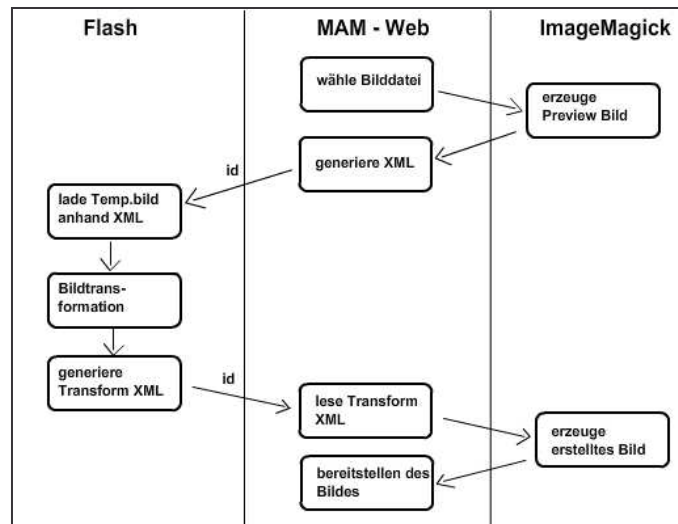 Flash
MAM - Web
ImageMagick
wähle Bilddatei
erzeuge
Preview Bild
generiere XML
id
lade Temp.bild
anhand XML
Bildtrans-
formation
generiere
Transform XML
id
lese Transform
XML
erzeuge
erstelltes Bild
bereitstellen des
Bildes